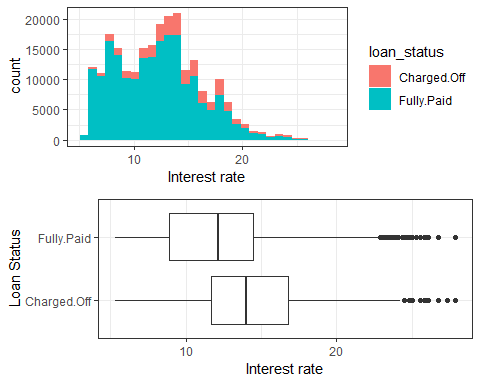 20000
15000
10000
5000
0
count
10 20
Interest rate
loan_status
Charged.Off
Fully.Paid
Loan Status
Fully.Paid
Charged.Off
10 20
Interest rate